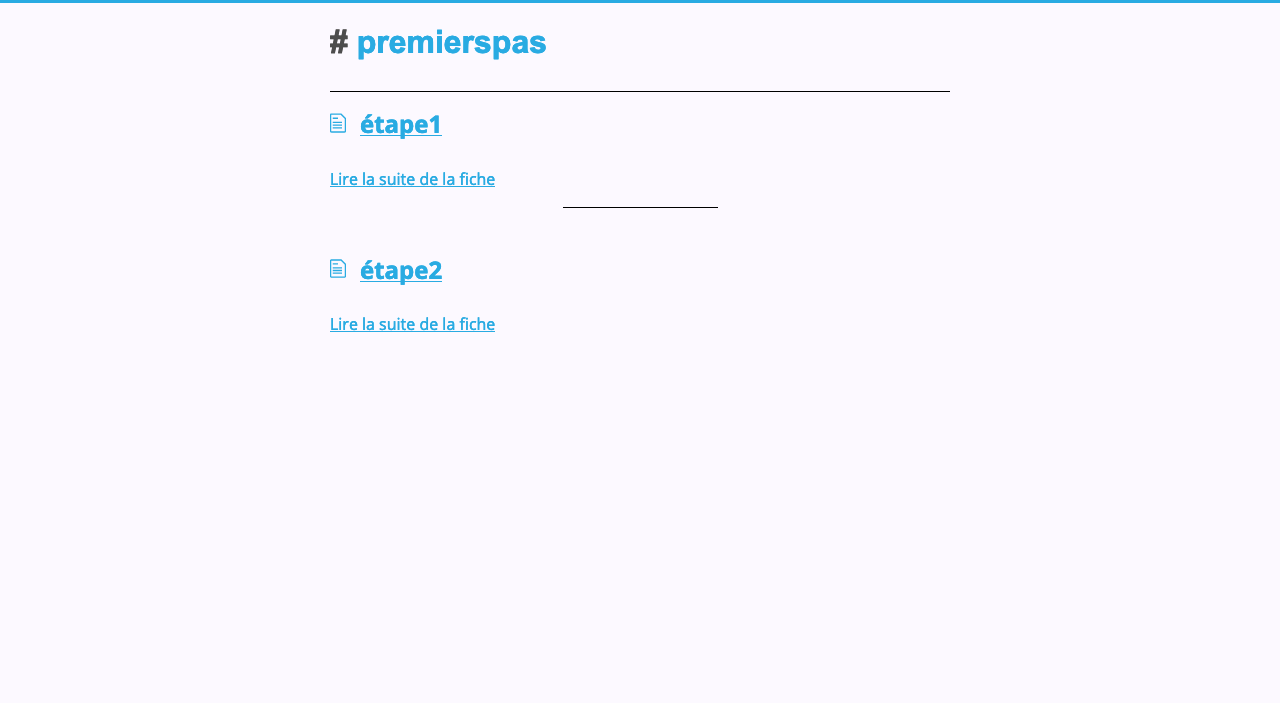 # premierspas
étape1
Lire la suite de la fiche
étape2
Lire la suite de la fiche